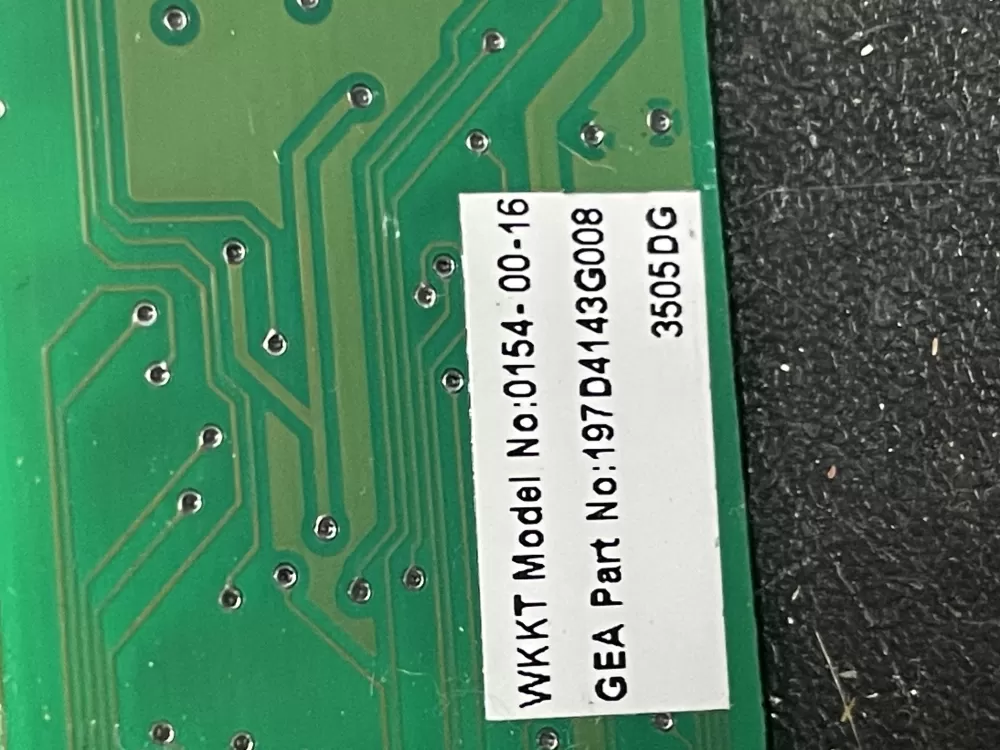 WKKT Model No:0154-00-16
GEA Part No:197D4143G008
3505DG